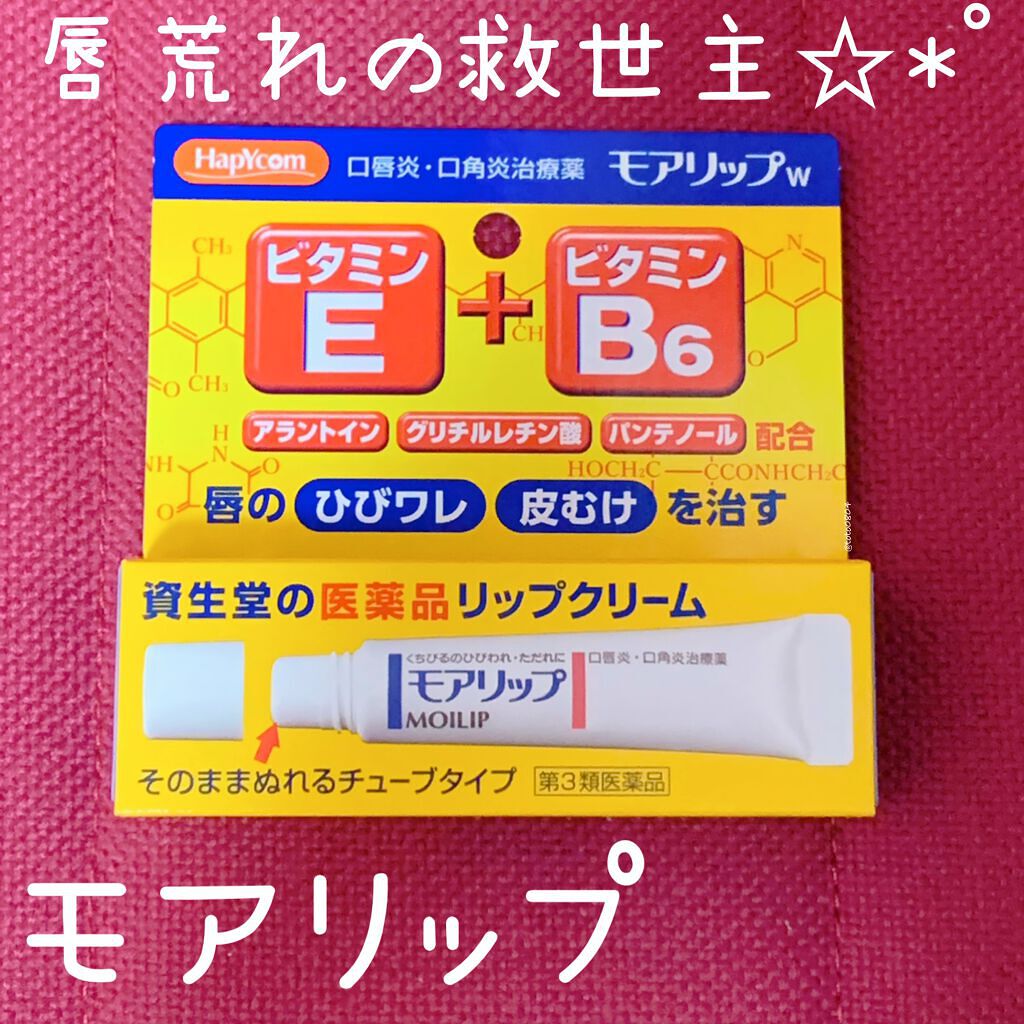 唇荒れの救世主☆*゚
HapYcom 口唇炎・口角炎治療薬 モアリップW
ビタミン E + ビタミン B6
アラントイン グリチルレチン酸 パンテノール 配合
唇の ひびワレ 皮むけ を治す
資生堂の医薬品リップクリーム
くちびるのひびわれ・ただれに
モアリップ
MOILIP
口唇炎・口角炎治療薬
そのままぬれるチューブタイプ 第3類医薬品
モアリップ
CH₃
CH₃
O
H
N
NH
O
O
N
O
CH
HOCH₂C
CCONHCH₂C